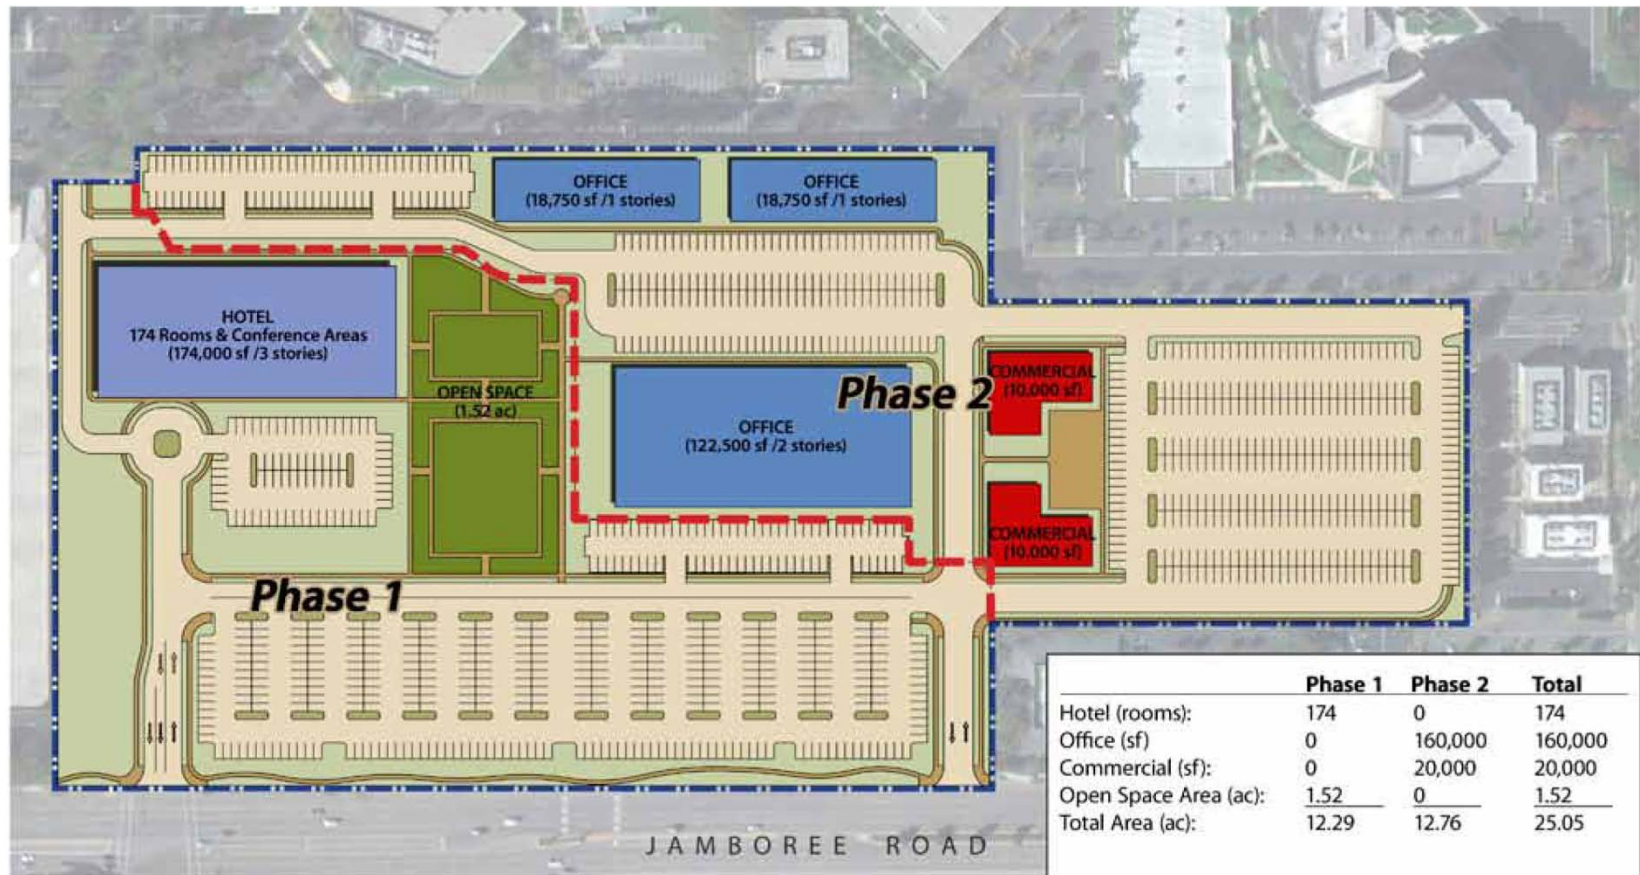 OFFICE
(18,750 sf /1 stories)
OFFICE
(18,750 sf /1 stories)
HOTEL
174 Rooms & Conference Areas
(174,000 sf /3 stories)
OPEN SPACE
(1.52 ac)
Phase 2
COMMERCIAL
(10,000 sf)
OFFICE
(122,500 sf /2 stories)
COMMERCIAL
(10,000 sf)
Phase 1
Phase 1 Phase 2 Total
Hotel (rooms): 174 0 174
Office (sf) 0 160,000 160,000
Commercial (sf): 0 20,000 20,000
Open Space Area (ac): 1.52 0 1.52
Total Area (ac): 12.29 12.76 25.05
JAMBOREE ROAD